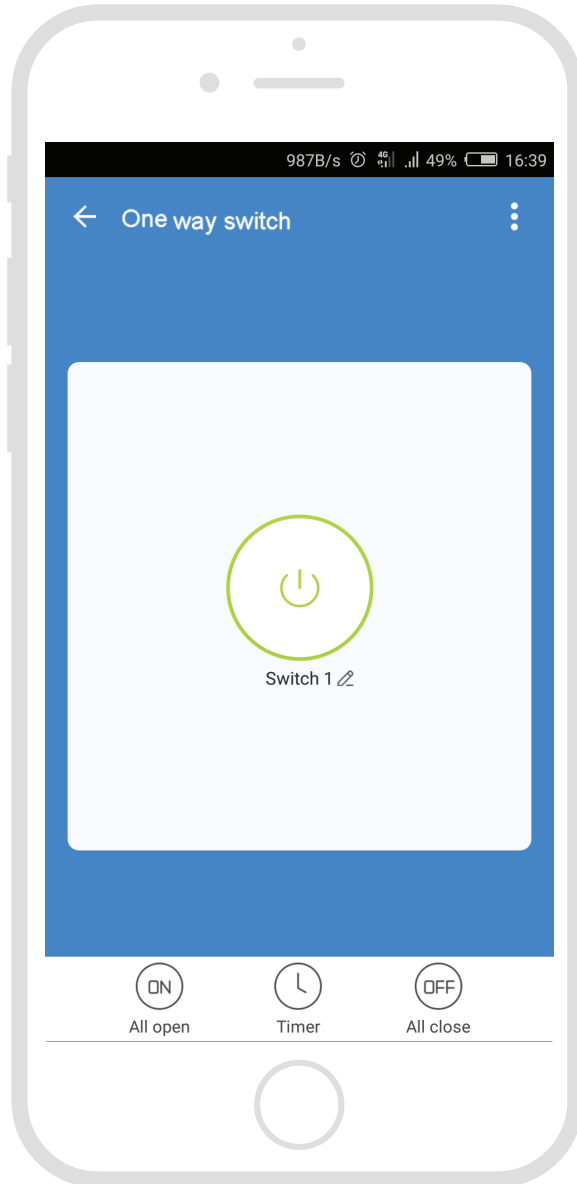 987B/s 4G 49% 16:39
One way switch
Switch 1
ON OFF
All open Timer All close